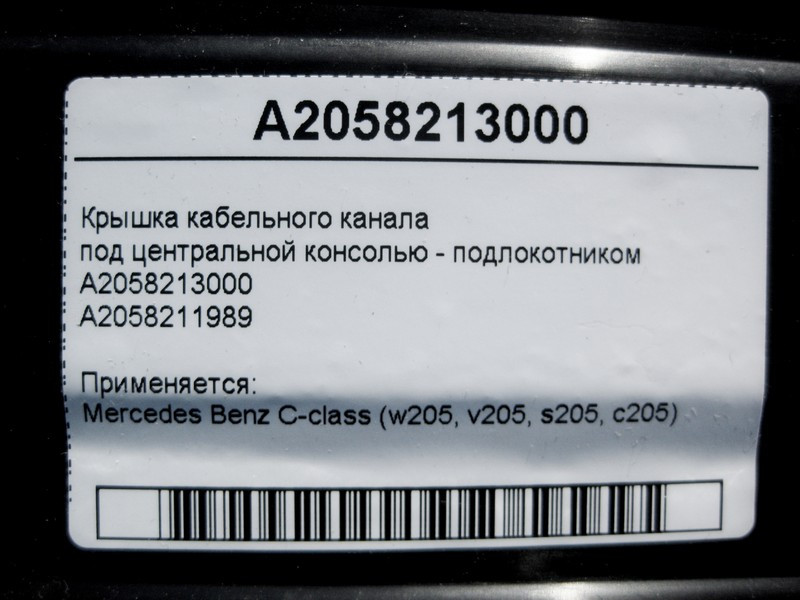 A2058213000
Крышка кабельного канала
под центральной консолью - подлокотником
A2058213000
A2058211989
Применяется:
Mercedes Benz C-class (w205, v205, s205, c205)